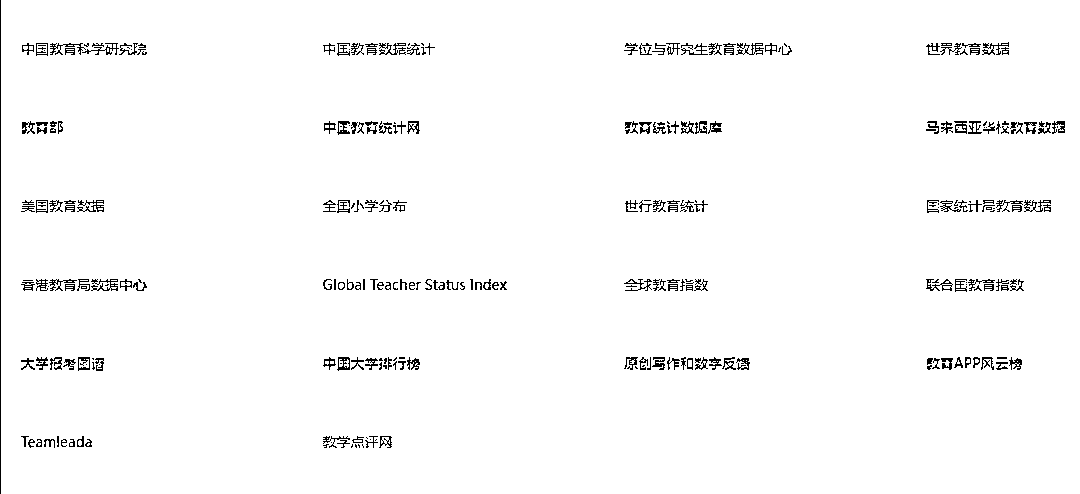 中国教育科学研究院 中国教育数据统计 学位与研究生教育数据中心 世界教育数据
教育部 中国教育统计网 教育统计数据库 马来西亚华校教育数据
美国教育数据 全国小学分布 世行教育统计 国家统计局教育数据
香港教育局数据中心 Global Teacher Status Index 全球教育指数 联合国教育指数
大学报考图谱 中国大学排行榜 原创写作和数字反馈 教育APP风云榜
Teamleada 教学点评网